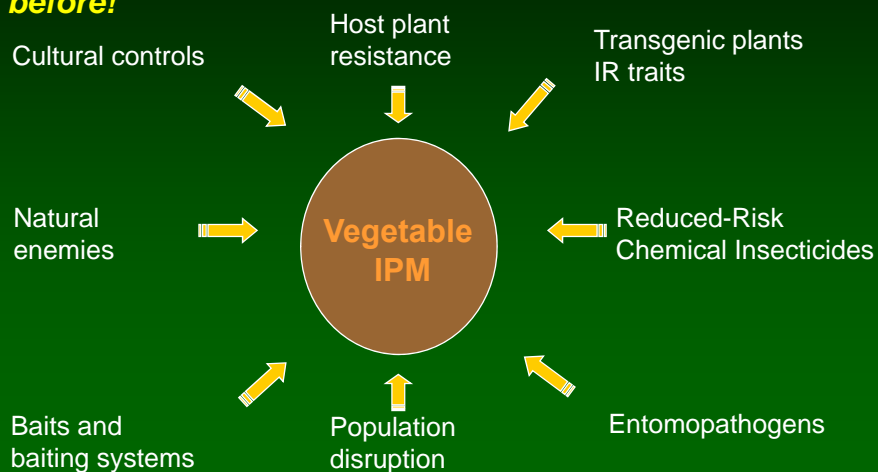 before!
Cultural controls
Host plant
resistance
Transgenic plants
IR traits
Natural
enemies
Vegetable
IPM
Reduced-Risk
Chemical Insecticides
Baits and
baiting systems
Population
disruption
Entomopathogens